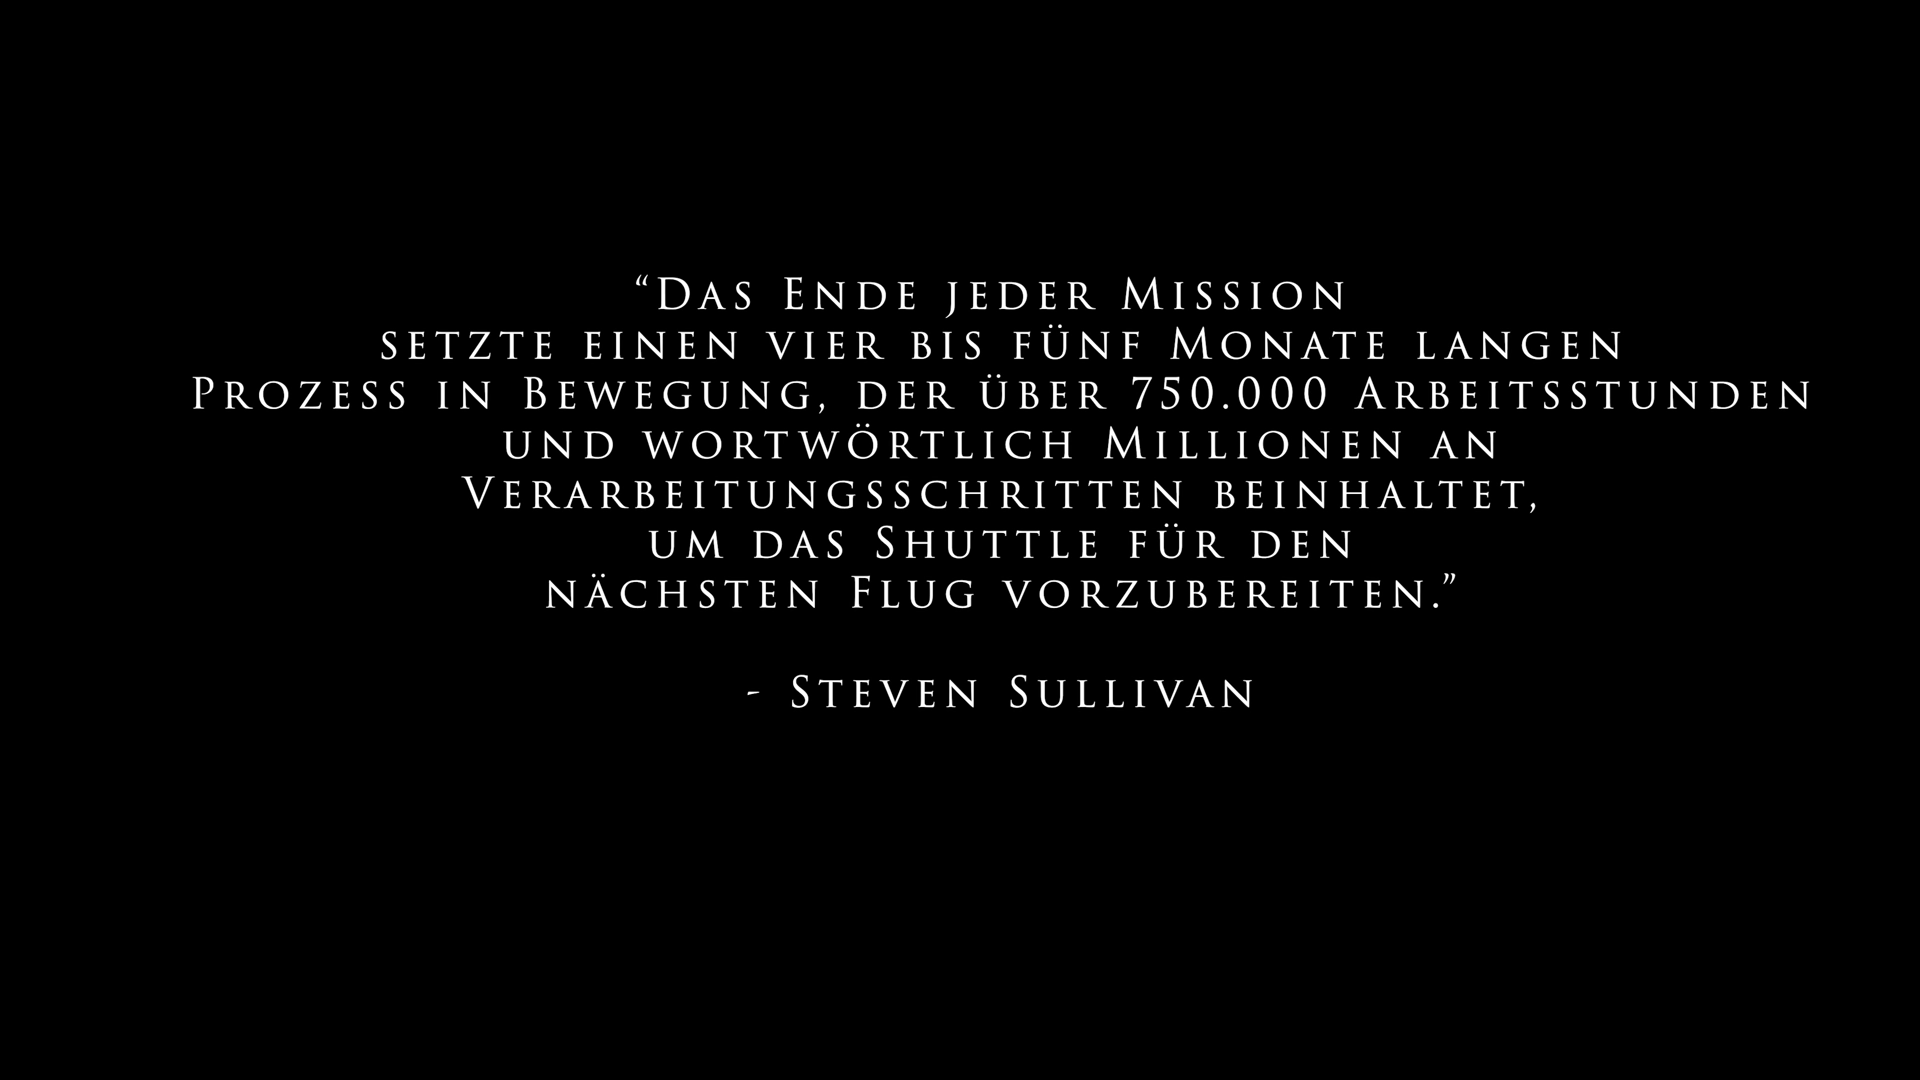 “Das Ende jeder Mission
setzte einen vier bis fünf Monate langen
Prozess in Bewegung, der über 750.000 Arbeitsstunden
und wortwörtlich Millionen an
Verarbeitungsschritten beinhaltet,
um das Shuttle für den
nächsten Flug vorzubereiten.”
- Steven Sullivan